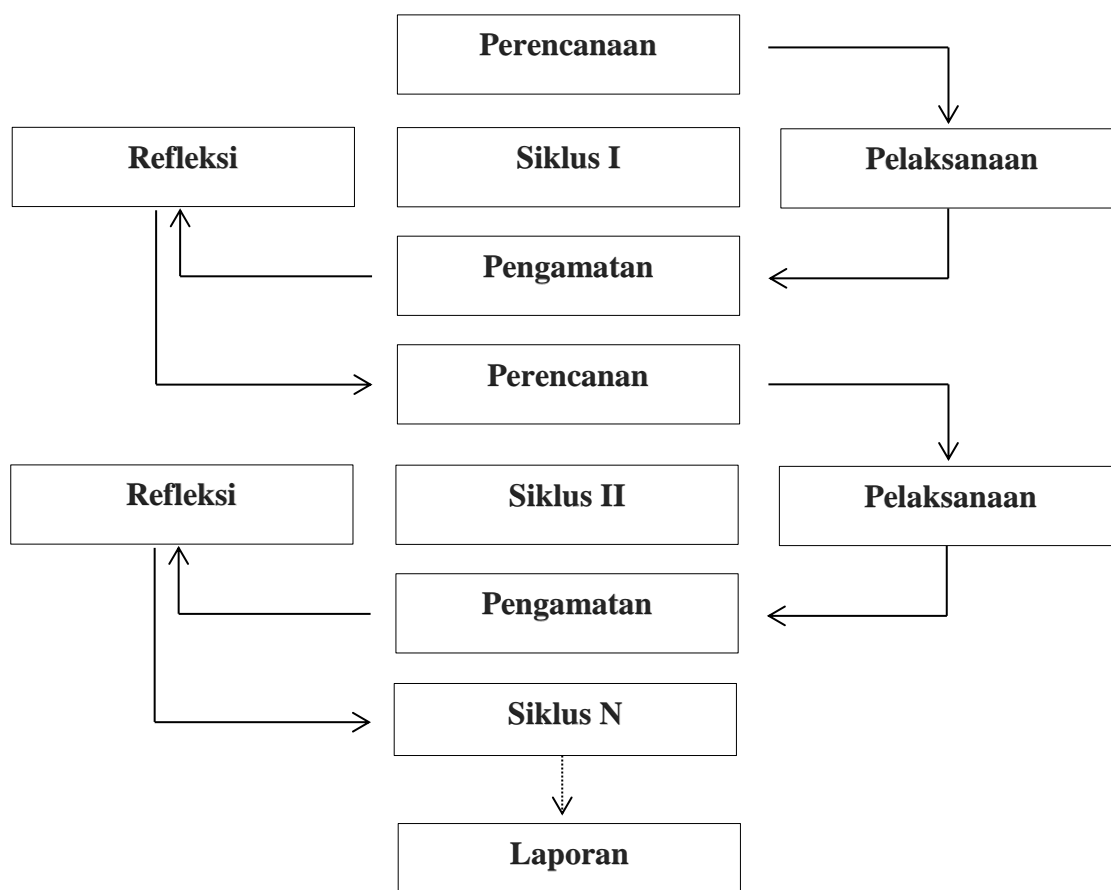 Perencanaan
Refleksi
Siklus I
Pelaksanaan
Pengamatan
Perencanan
Refleksi
Siklus II
Pelaksanaan
Pengamatan
Siklus N
Laporan